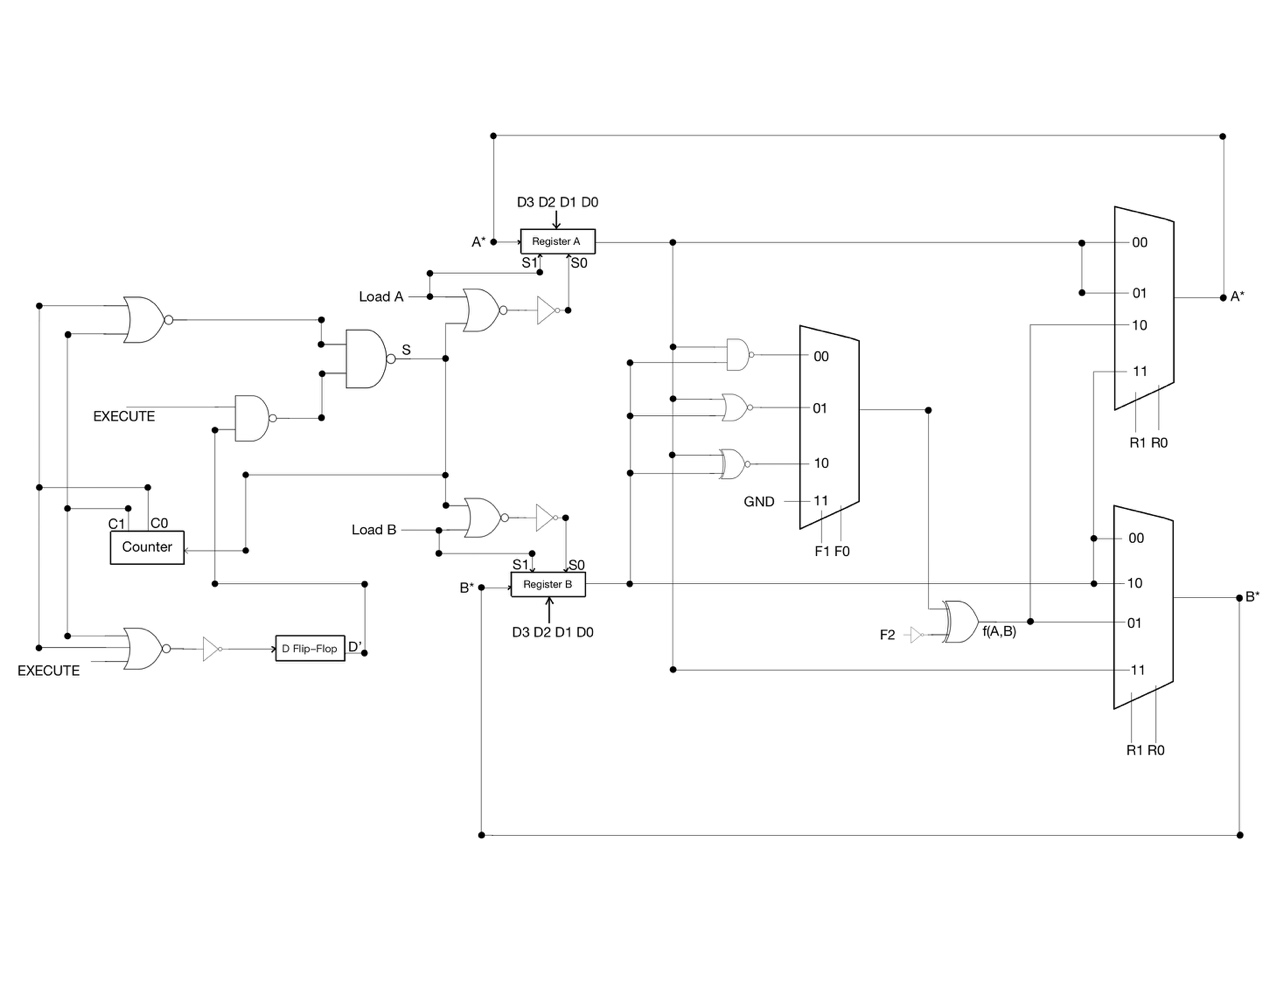 D3 D2 D1 D0
A* Register A 00
S1 S0
Load A 01 A*
10
S
00 11
EXECUTE 01
R1 R0
10
GND 11
C1 C0
Load B 00
Counter F1 F0
S1 S0
B* Register B 10 B*
01
D3 D2 D1 D0 F2 f(A,B)
D Flip-Flop D'
EXECUTE 11
R1 R0